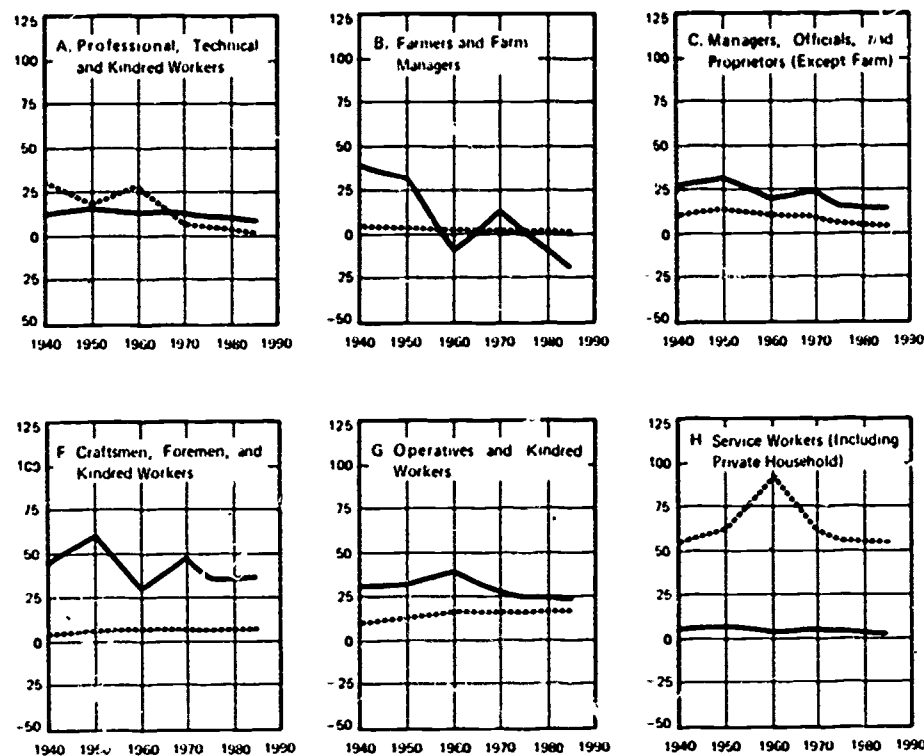 A. Professional, Technical
and Kindred Workers
125
100
75
50
25
0
25
50
1940 1950 1960 1970 1980 1990
B. Farmers and Farm
Managers
125
100
75
50
25
0
25
-50
1940 1950 1960 1970 1980 1990
C. Managers, Officials, and
Proprietors (Except Farm)
125
100
75
50
25
0
-25
-50
1940 1950 1960 1970 1980 1990
F Craftsmen, Foremen, and
Kindred Workers
125
100
75
50
25
0
25
-50
1940 1960 1970 1980 1990
G Operatives and Kindred
Workers
125
100
75
50
25
0
-25
-50
1940 1950 1960 1970 1980 1990
H Service Workers (Including
Private Household)
125
100
75
50
25
0
-25
-50
1940 1950 1960 1970 1980 1990